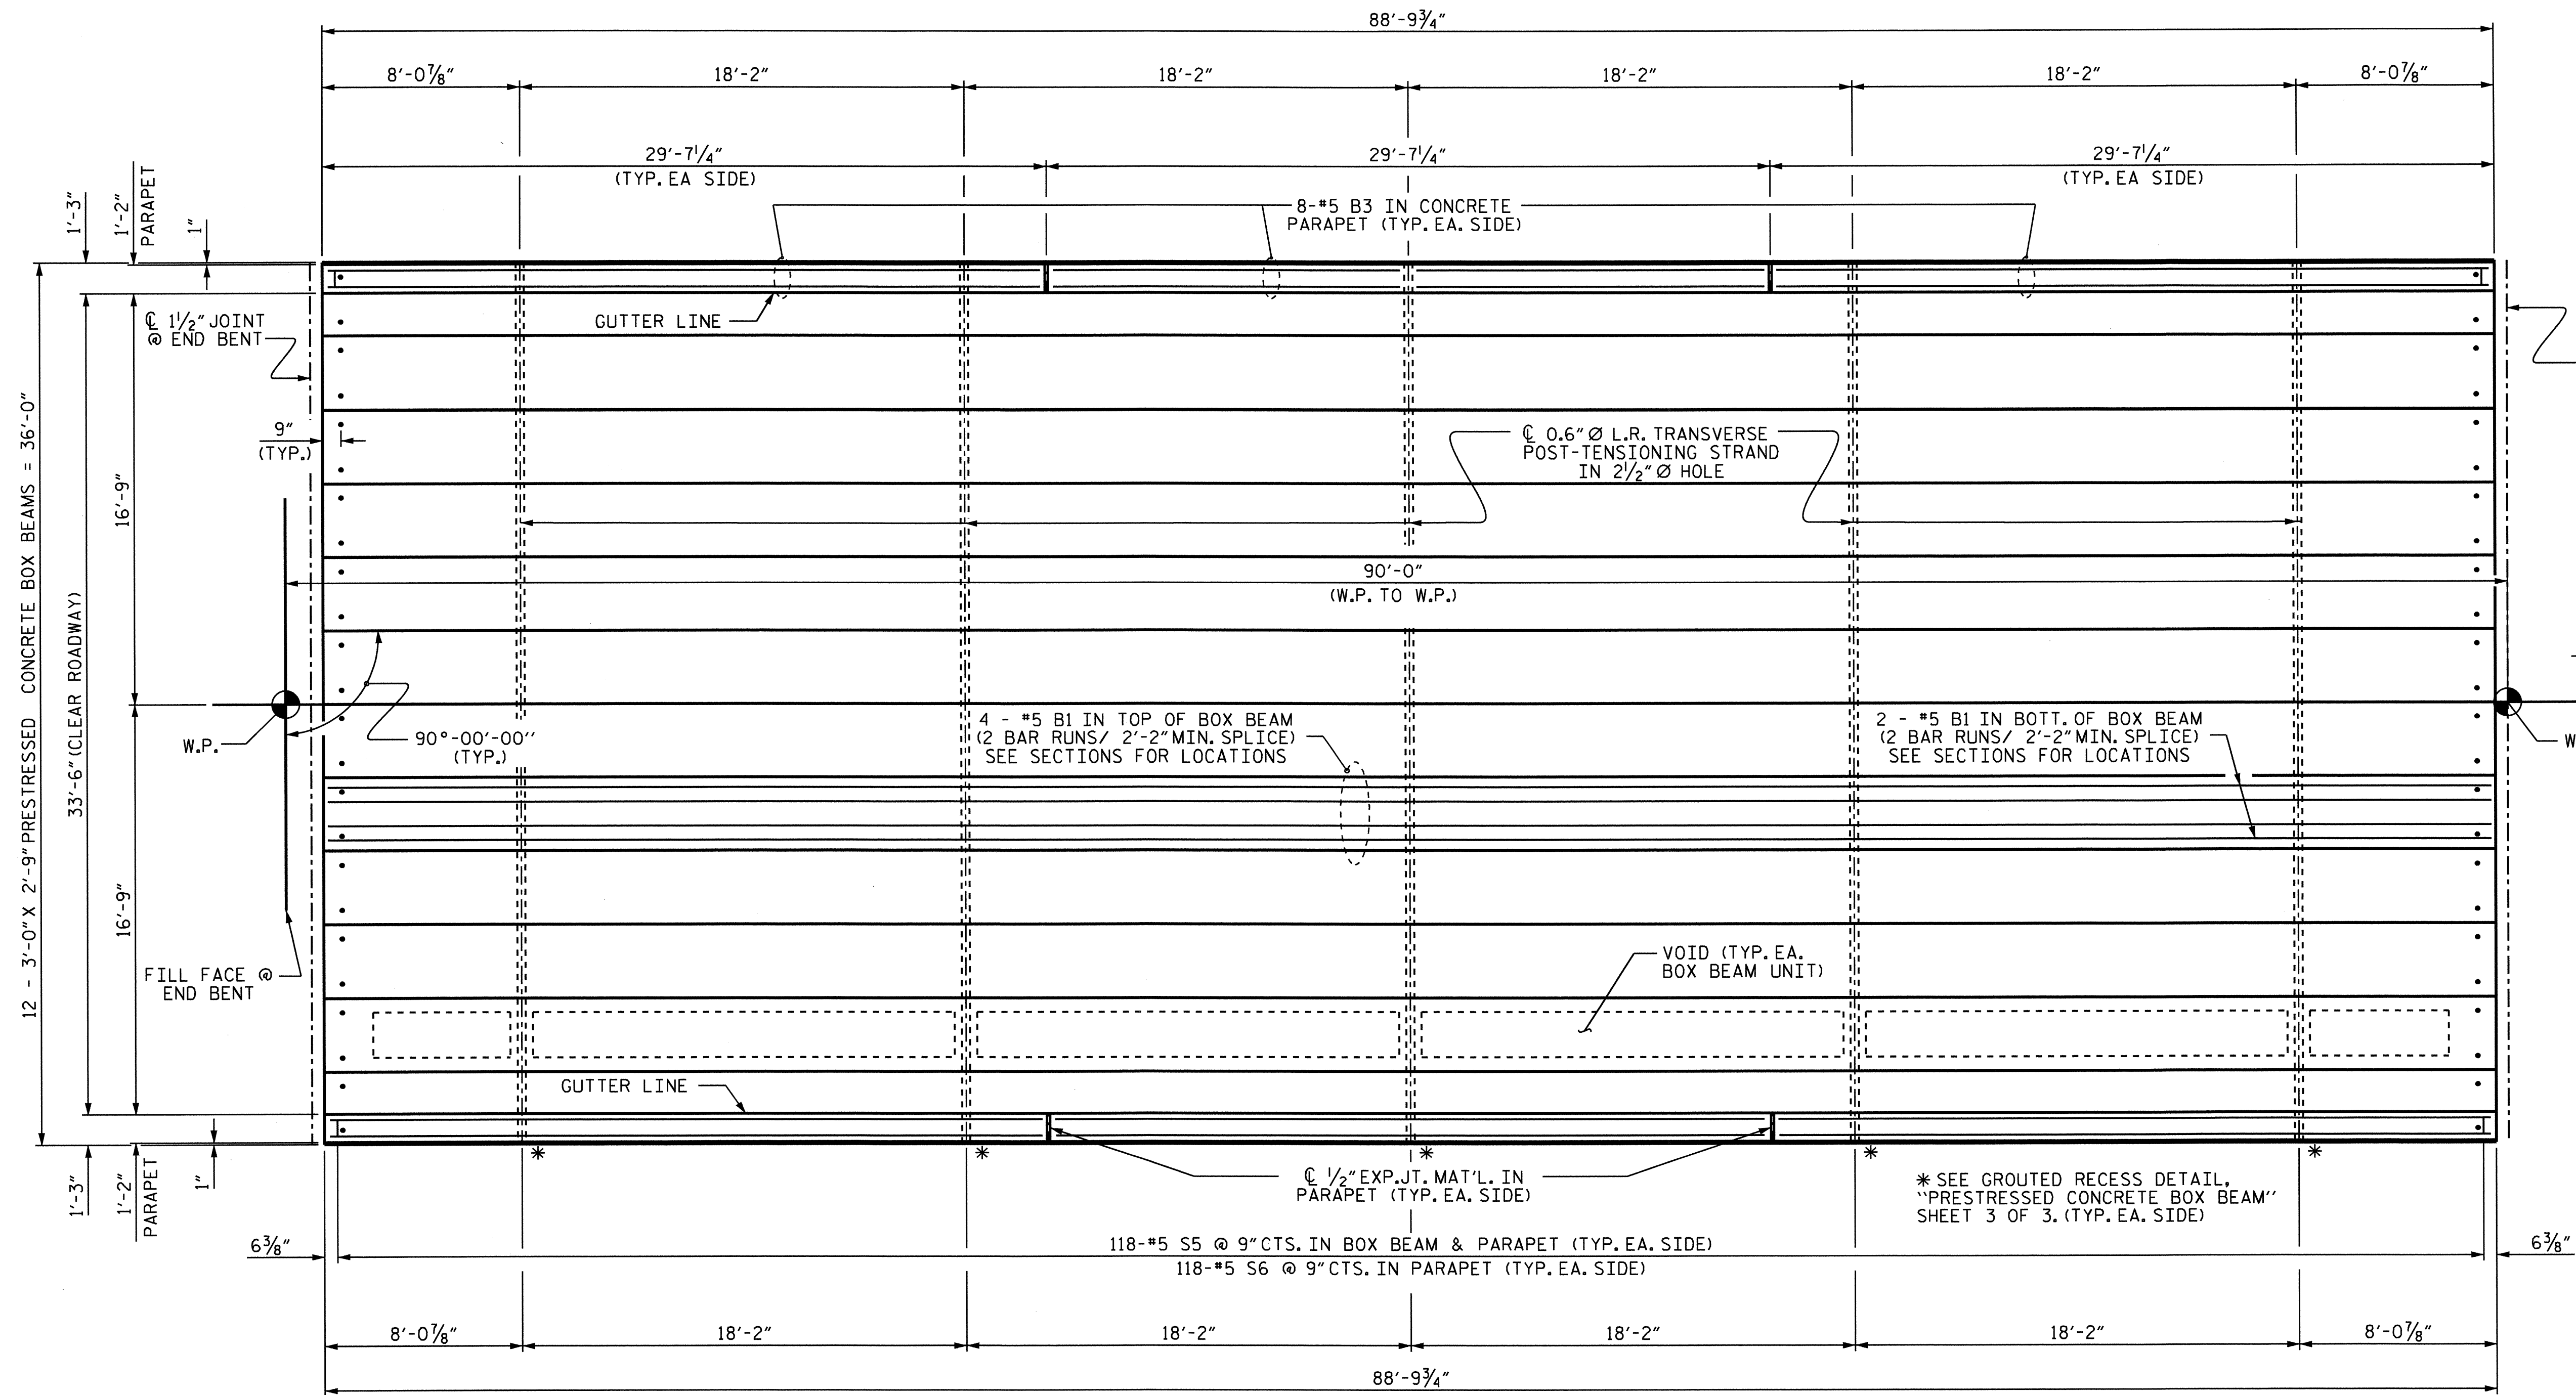 88'-9¾"
8'-0⅞"
18'-2"
18'-2"
18'-2"
18'-2"
8'-0⅞"
29'-7¼"
(TYP. EA SIDE)
29'-7¼"
29'-7¼"
(TYP. EA SIDE)
1'-3"
1'-2"
PARAPET
1"
8-#5 B3 IN CONCRETE
PARAPET (TYP. EA. SIDE)
℄ 1½" JOINT
@ END BENT
GUTTER LINE
9"
(TYP.)
℄ 0.6" Ø L.R. TRANSVERSE
POST-TENSIONING STRAND
IN 2½" Ø HOLE
12 - 3'-0" X 2'-9" PRESTRESSED CONCRETE BOX BEAMS = 36'-0"
33'-6" (CLEAR ROADWAY)
16'-9"
16'-9"
90'-0"
(W.P. TO W.P.)
W.P.
90°-00'-00''
(TYP.)
4 - #5 B1 IN TOP OF BOX BEAM
(2 BAR RUNS/ 2'-2" MIN. SPLICE)
SEE SECTIONS FOR LOCATIONS
2 - #5 B1 IN BOTT. OF BOX BEAM
(2 BAR RUNS/ 2'-2" MIN. SPLICE)
SEE SECTIONS FOR LOCATIONS
W
FILL FACE @
END BENT
VOID (TYP. EA.
BOX BEAM UNIT)
GUTTER LINE
1'-3"
1'-2"
PARAPET
1"
* * * * *
℄ ½" EXP. JT. MAT'L. IN
PARAPET (TYP. EA. SIDE)
* SEE GROUTED RECESS DETAIL,
''PRESTRESSED CONCRETE BOX BEAM''
SHEET 3 OF 3. (TYP. EA. SIDE)
6⅜"
118-#5 S5 @ 9" CTS. IN BOX BEAM & PARAPET (TYP. EA. SIDE)
118-#5 S6 @ 9" CTS. IN PARAPET (TYP. EA. SIDE)
6⅜"
8'-0⅞"
18'-2"
18'-2"
18'-2"
18'-2"
8'-0⅞"
88'-9¾"